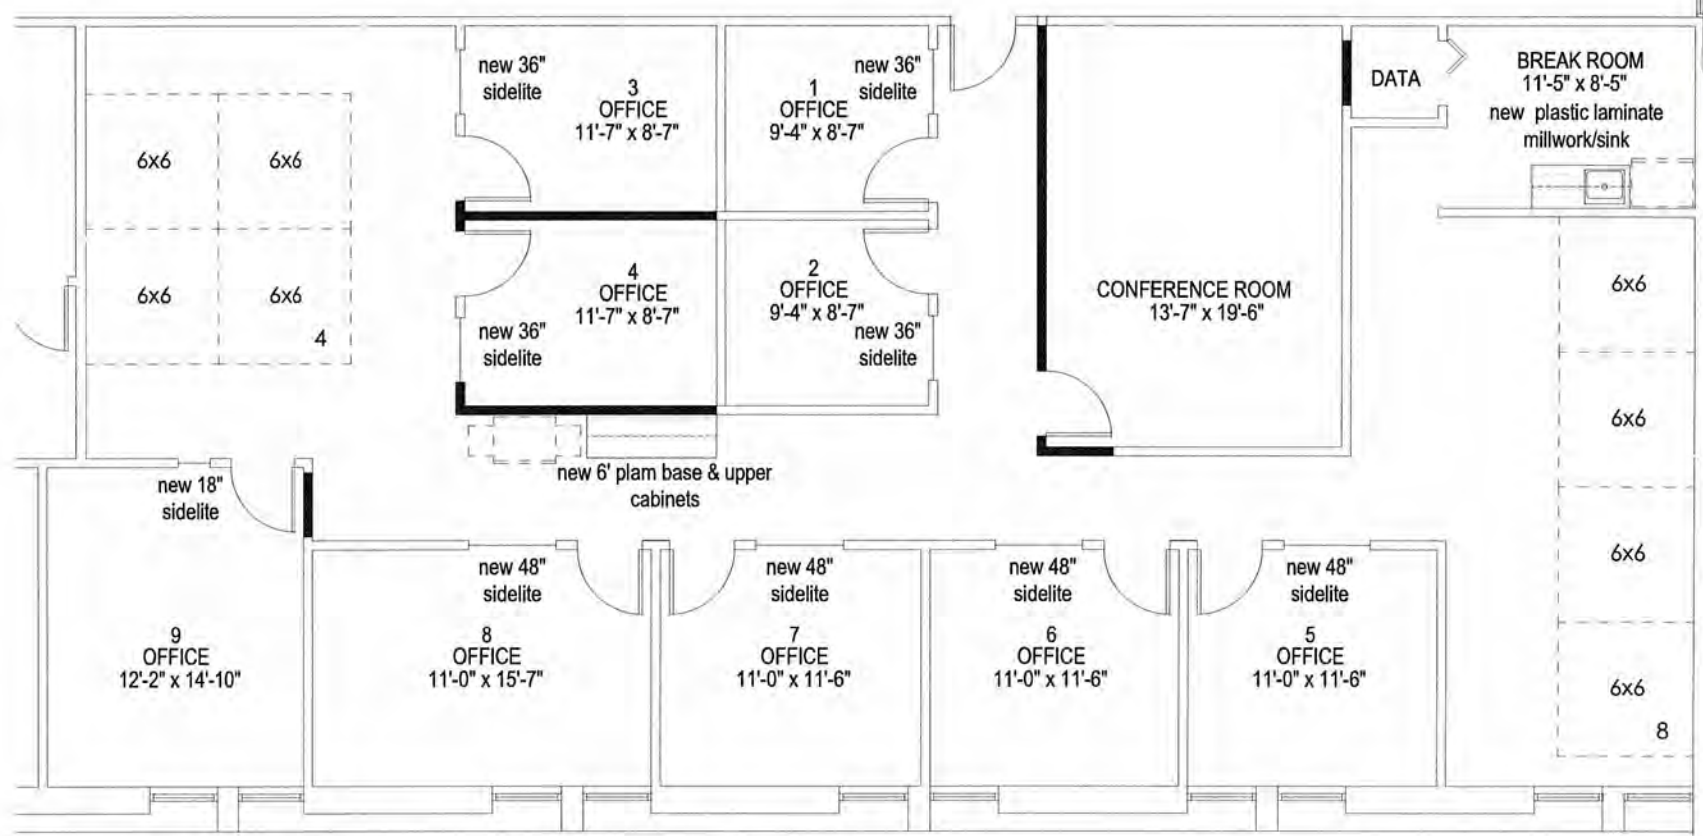 new 36"
sidelite
3
OFFICE
11'-7" x 8'-7"
1
OFFICE
9'-4" x 8'-7"
new 36"
sidelite
DATA
BREAK ROOM
11'-5" x 8'-5"
new plastic laminate
millwork/sink
6x6
6x6
6x6
6x6
4
4
OFFICE
11'-7" x 8'-7"
new 36"
sidelite
2
OFFICE
9'-4" x 8'-7"
new 36"
sidelite
CONFERENCE ROOM
13'-7" x 19'-6"
6x6
6x6
6x6
6x6
8
new 6' plam base & upper
cabinets
new 18"
sidelite
9
OFFICE
12'-2" x 14'-10"
new 48"
sidelite
8
OFFICE
11'-0" x 15'-7"
new 48"
sidelite
7
OFFICE
11'-0" x 11'-6"
new 48"
sidelite
6
OFFICE
11'-0" x 11'-6"
new 48"
sidelite
5
OFFICE
11'-0" x 11'-6"